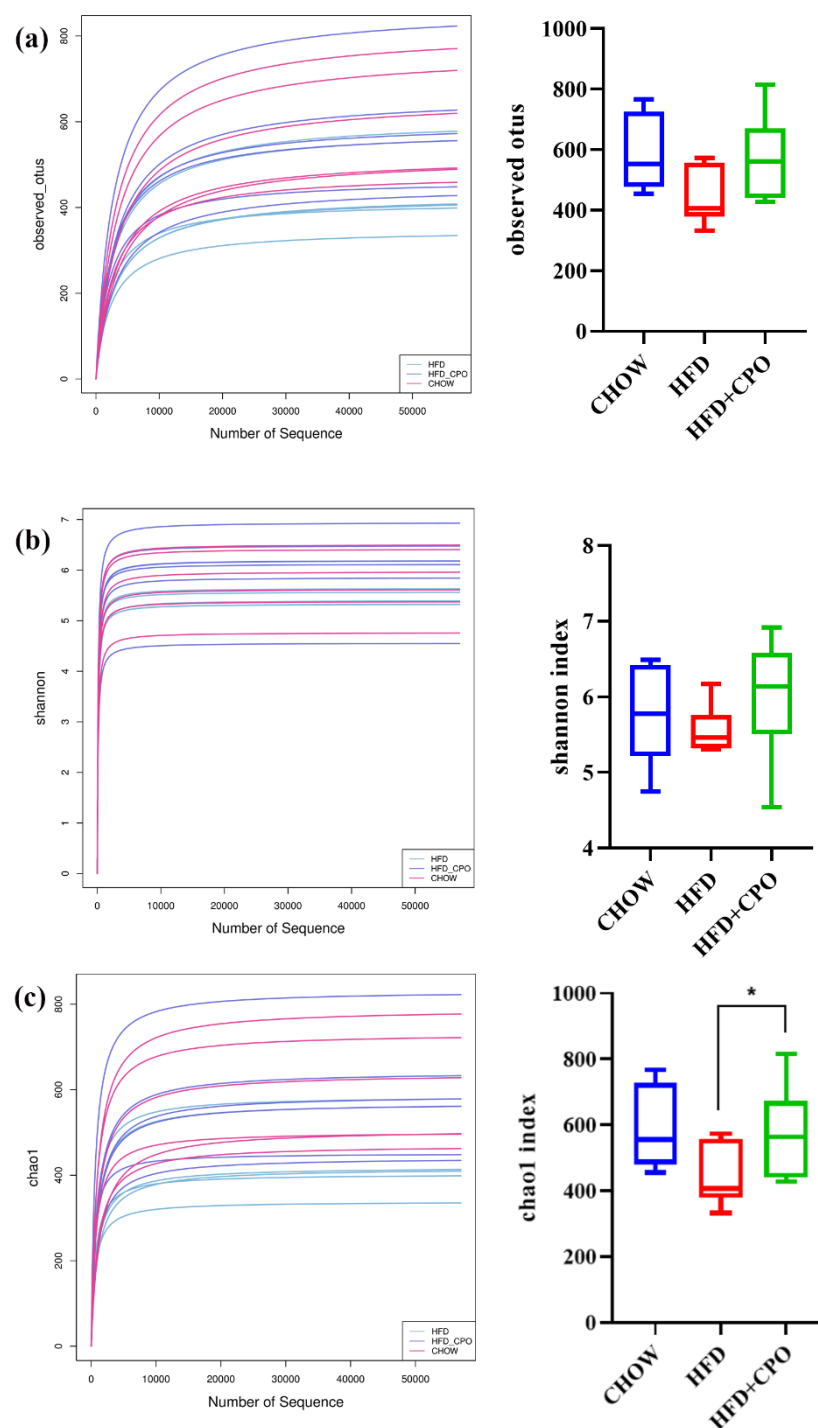 (a)
observed_otus
800
600
400
200
0
0 10000 20000 30000 40000 50000
Number of Sequence
HFD
HFD_CPO
CHOW
observed otus
1000
800
600
400
200
0
CHOW
HFD
HFD+CPO
(b)
shannon
7
6
5
4
3
2
1
0
0 10000 20000 30000 40000 50000
Number of Sequence
HFD
HFD_CPO
CHOW
shannon index
8
7
6
5
4
CHOW
HFD
HFD+CPO
(c)
chao1
800
600
400
200
0
0 10000 20000 30000 40000 50000
Number of Sequence
HFD
HFD_CPO
CHOW
chao1 index
1000
800
600
400
200
0
*
CHOW
HFD
HFD+CPO